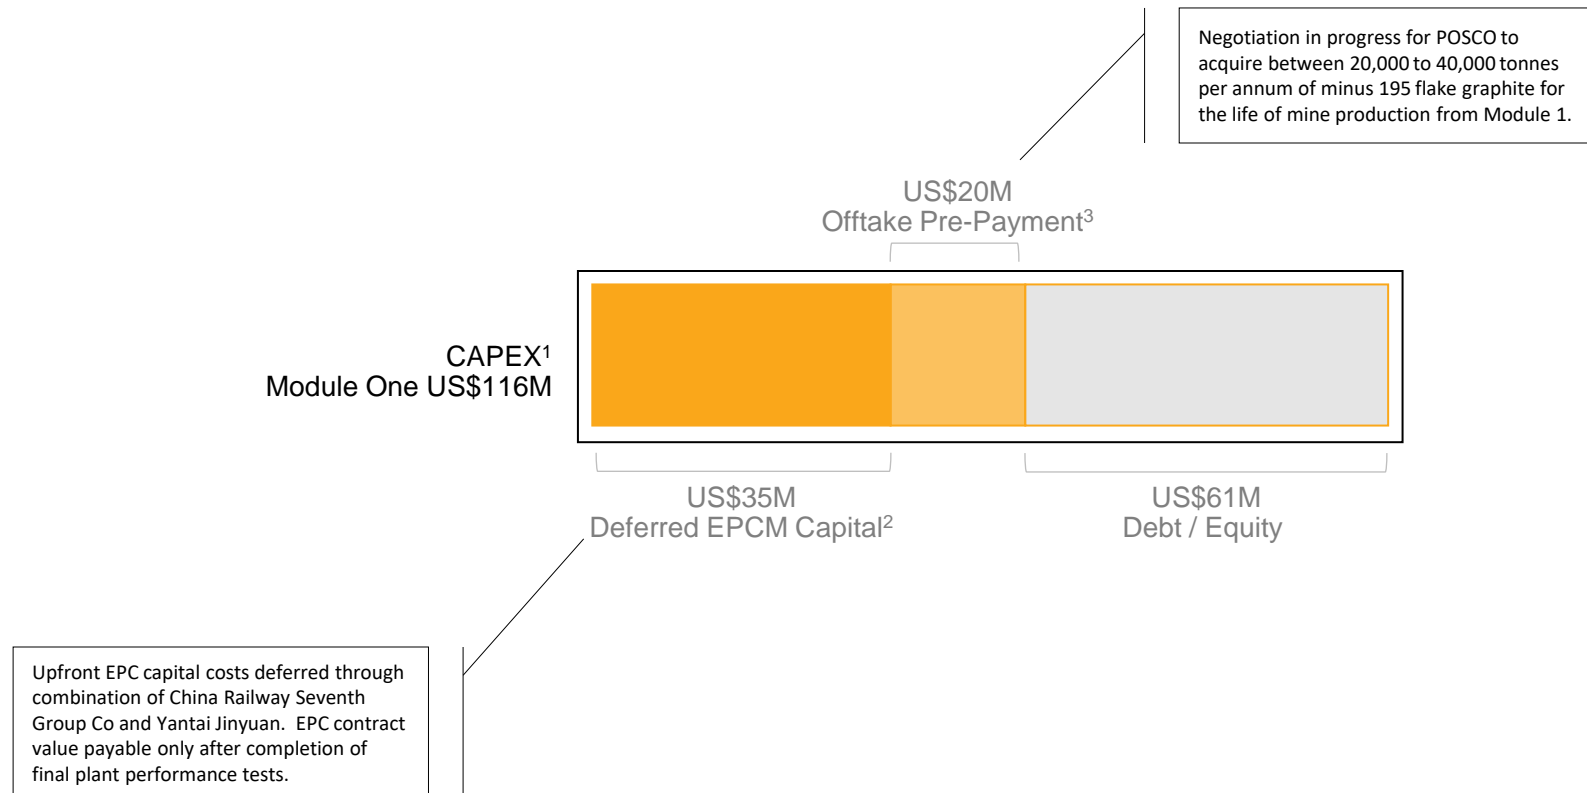 Negotiation in progress for POSCO to
acquire between 20,000 to 40,000 tonnes
per annum of minus 195 flake graphite for
the life of mine production from Module 1.
US$20M
Offtake Pre-Payment³
CAPEX¹
Module One US$116M
US$35M
Deferred EPCM Capital²
US$61M
Debt / Equity
Upfront EPC capital costs deferred through
combination of China Railway Seventh
Group Co and Yantai Jinyuan.  EPC contract
value payable only after completion of
final plant performance tests.